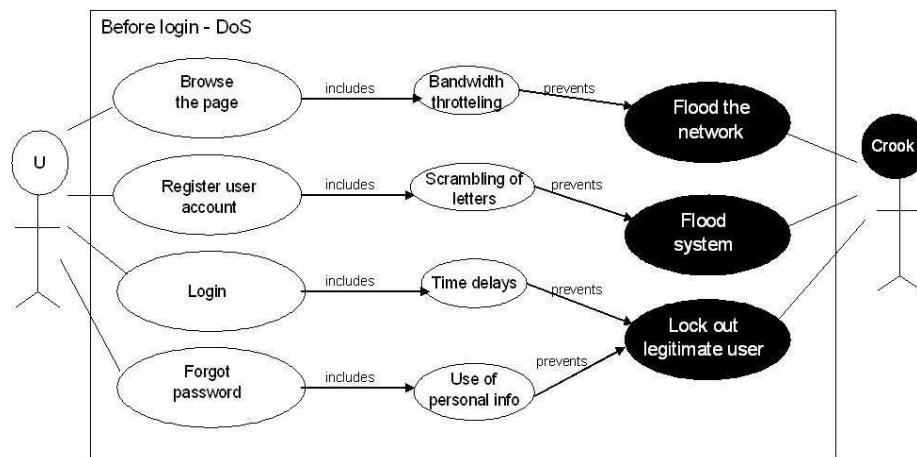 Before login - DoS
Browse
the page
includes
Bandwidth
throtteling
prevents
Flood the
network
U
Crook
Register user
account
includes
Scrambling of
letters
prevents
Flood
system
Login
includes
Time delays
prevents
Lock out
legitimate user
Forgot
password
includes
Use of
personal info
prevents